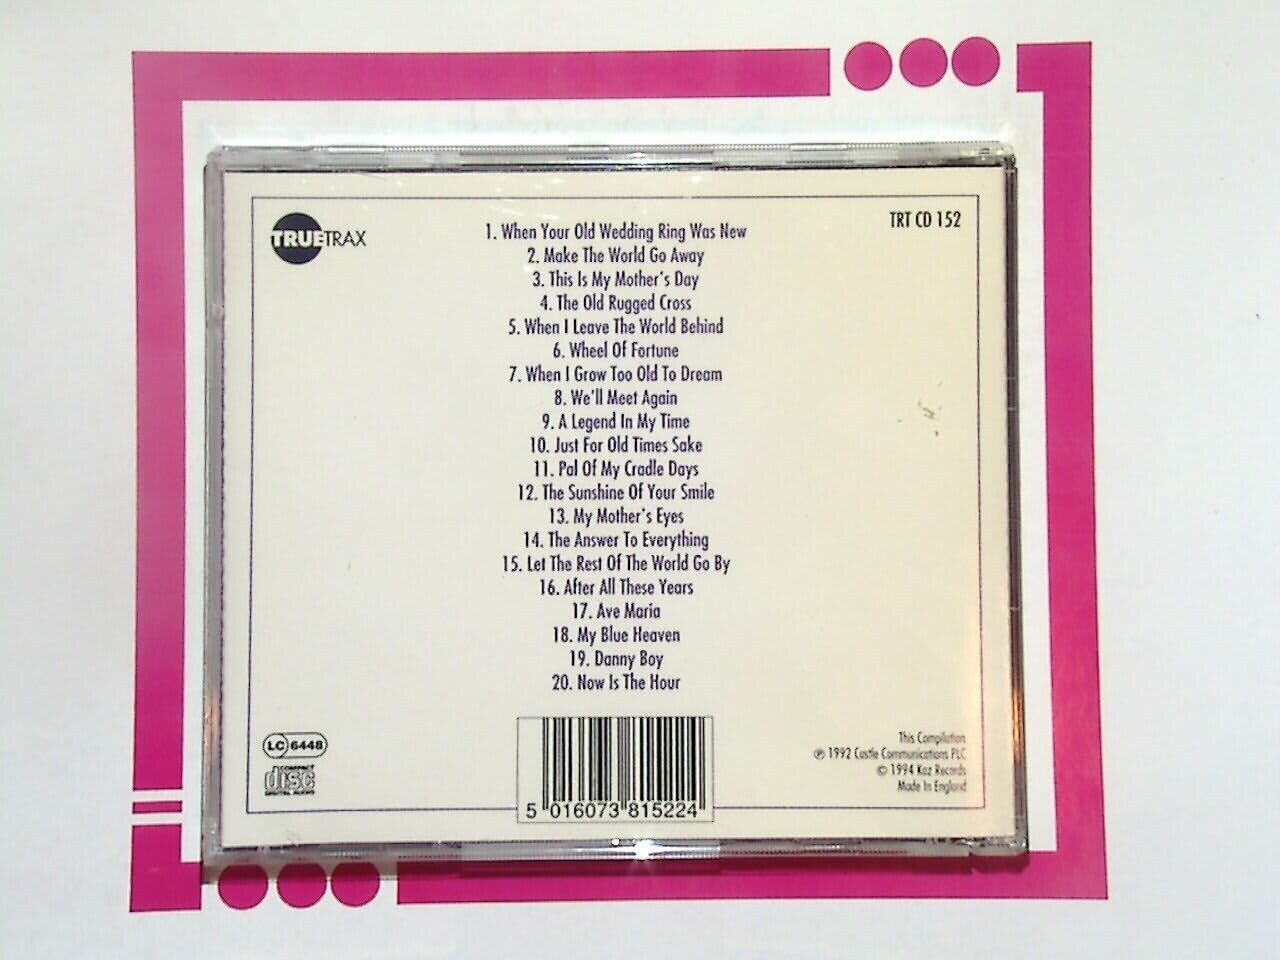 TRUETRAX
TRT CD 152
1. When Your Old Wedding Ring Was New
2. Make The World Go Away
3. This Is My Mother's Day
4. The Old Rugged Cross
5. When I Leave The World Behind
6. Wheel Of Fortune
7. When I Grow Too Old To Dream
8. We'll Meet Again
9. A Legend In My Time
10. Just For Old Times Sake
11. Pal Of My Cradle Days
12. The Sunshine Of Your Smile
13. My Mother's Eyes
14. The Answer To Everything
15. Let The Rest Of The World Go By
16. After All These Years
17. Ave Maria
18. My Blue Heaven
19. Danny Boy
20. Now Is The Hour
LC 6448
COMPACT
disc
DIGITAL AUDIO
5 016073 815224
This Compilation
℗ 1992 Castle Communications PLC
© 1994 Kaz Records
Made In England